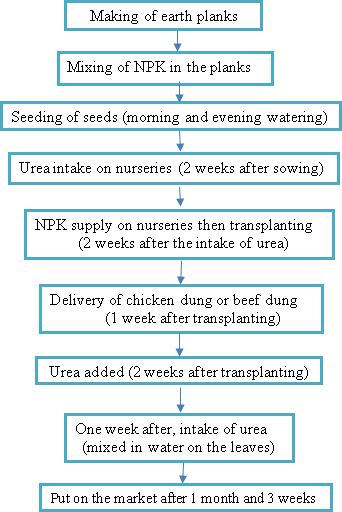 Making of earth planks
Mixing of NPK in the planks
Seeding of seeds (morning and evening watering)
Urea intake on nurseries (2 weeks after sowing)
NPK supply on nurseries then transplanting
(2 weeks after the intake of urea)
Delivery of chicken dung or beef dung
(1 week after transplanting)
Urea added (2 weeks after transplanting)
One week after, intake of urea
(mixed in water on the leaves)
Put on the market after 1 month and 3 weeks